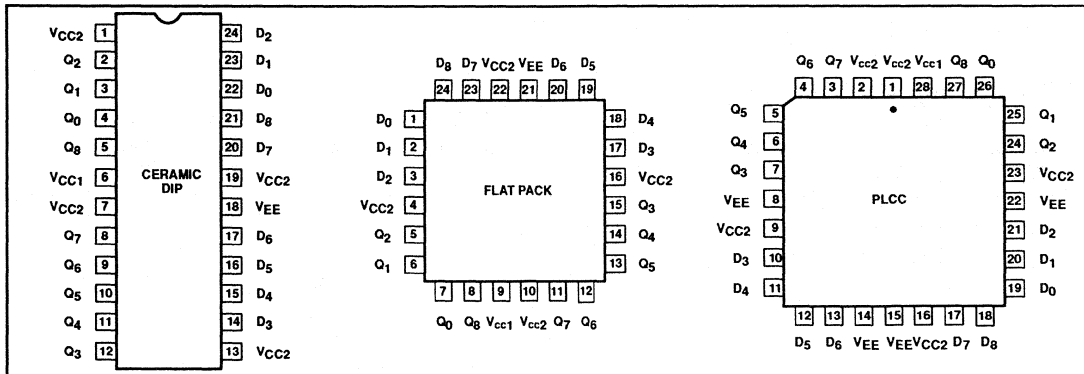 VCC2 1 24 D2
Q2 2 23 D1
Q1 3 22 D0
Q0 4 21 D8
Q8 5 20 D7
VCC1 6 19 VCC2
VCC2 7 18 VEE
Q7 8 17 D6
Q6 9 16 D5
Q5 10 15 D4
Q4 11 14 D3
Q3 12 13 VCC2
CERAMIC
DIP
D8 D7 VCC2 VEE D6 D5
24 23 22 21 20 19
D0 1 18 D4
D1 2 17 D3
D2 3 16 VCC2
VCC2 4 15 Q3
Q2 5 14 Q4
Q1 6 13 Q5
FLAT PACK
7 8 9 10 11 12
Q0 Q8 Vcc1 Vcc2 Q7 Q6
Q6 Q7 Vcc2 Vcc2 Vcc1 Q8 Q0
4 3 2 1 28 27 26
Q5 5 25 Q1
Q4 6 24 Q2
Q3 7 23 VCC2
VEE 8 22 VEE
VCC2 9 21 D2
D3 10 20 D1
D4 11 19 D0
PLCC
12 13 14 15 16 17 18
D5 D6 VEE VEE VCC2 D7 D8